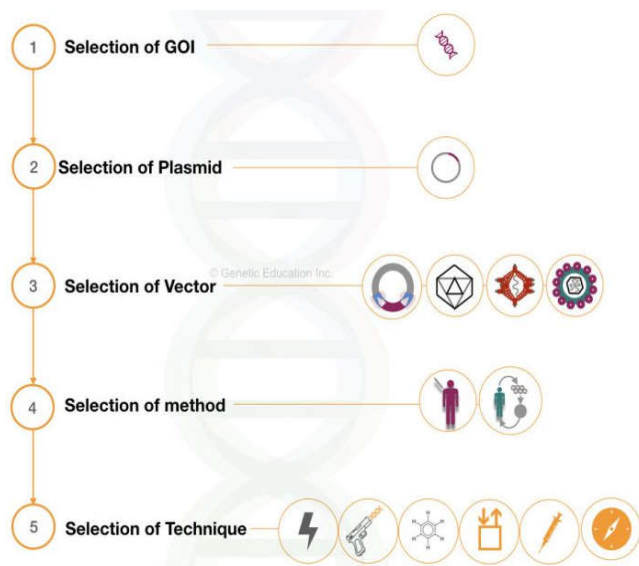 1 Selection of GOI
2 Selection of Plasmid
© Genetic Education Inc.
3 Selection of Vector
4 Selection of method
5 Selection of Technique